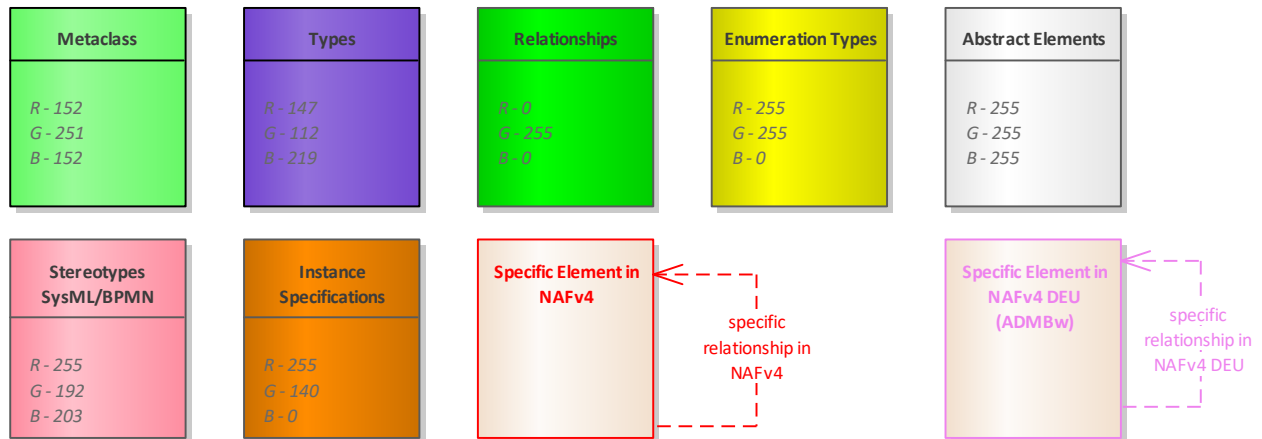 Metaclass
R - 152
G - 251
B - 152
Types
R - 147
G - 112
B - 219
Relationships
R - 0
G - 255
B - 0
Enumeration Types
R - 255
G - 255
B - 0
Abstract Elements
R - 255
G - 255
B - 255
Stereotypes
SysML/BPMN
R - 255
G - 192
B - 203
Instance
Specifications
R - 255
G - 140
B - 0
Specific Element in
NAFv4
specific
relationship in
NAFv4
Specific Element in
NAFv4 DEU
(ADMBw)
specific
relationship in
NAFv4 DEU